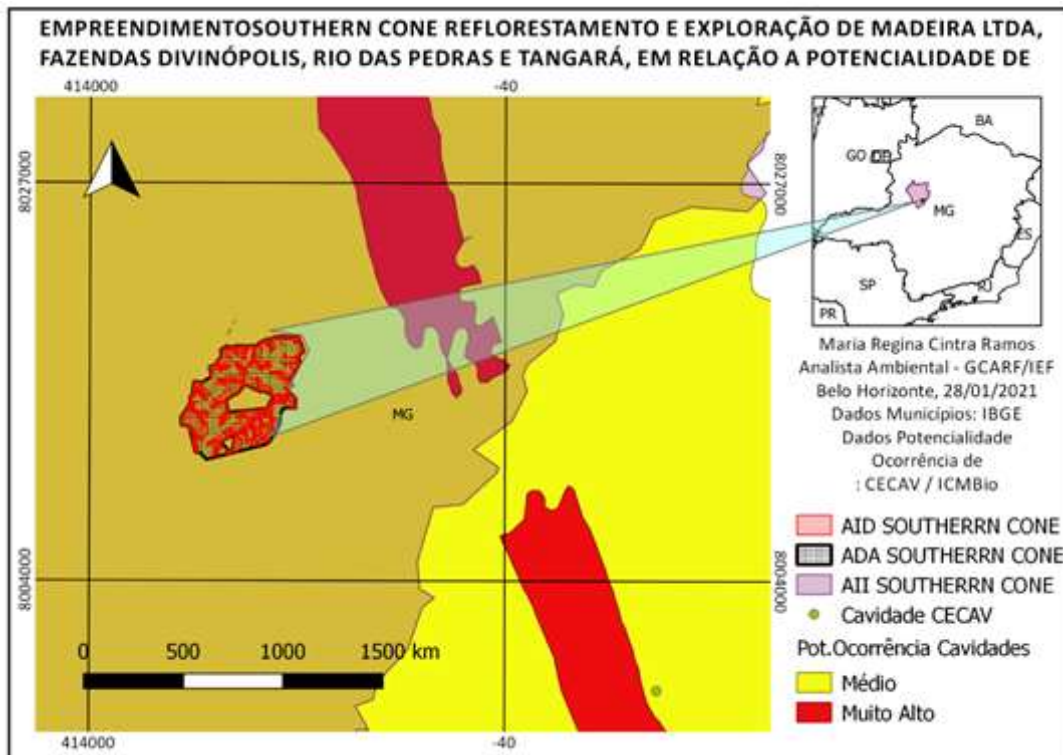 EMPREENDIMENTOSOUTHERN CONE REFLORESTAMENTO E EXPLORAÇÃO DE MADEIRA LTDA,
FAZENDAS DIVINÓPOLIS, RIO DAS PEDRAS E TANGARÁ, EM RELAÇÃO A POTENCIALIDADE DE
414000
-40
8027000
8027000
BA
GO
DF
MG
ES
SP
RJ
PR
MG
Maria Regina Cintra Ramos
Analista Ambiental - GCARF/IEF
Belo Horizonte, 28/01/2021
Dados Municípios: IBGE
Dados Potencialidade
Ocorrência de
: CECAV / ICMBio
AID SOUTHERRN CONE
ADA SOUTHERRN CONE
AII SOUTHERRN CONE
Cavidade CECAV
Pot.Ocorrência Cavidades
Médio
Muito Alto
8004000
8004000
0 500 1000 1500 km
414000
-40